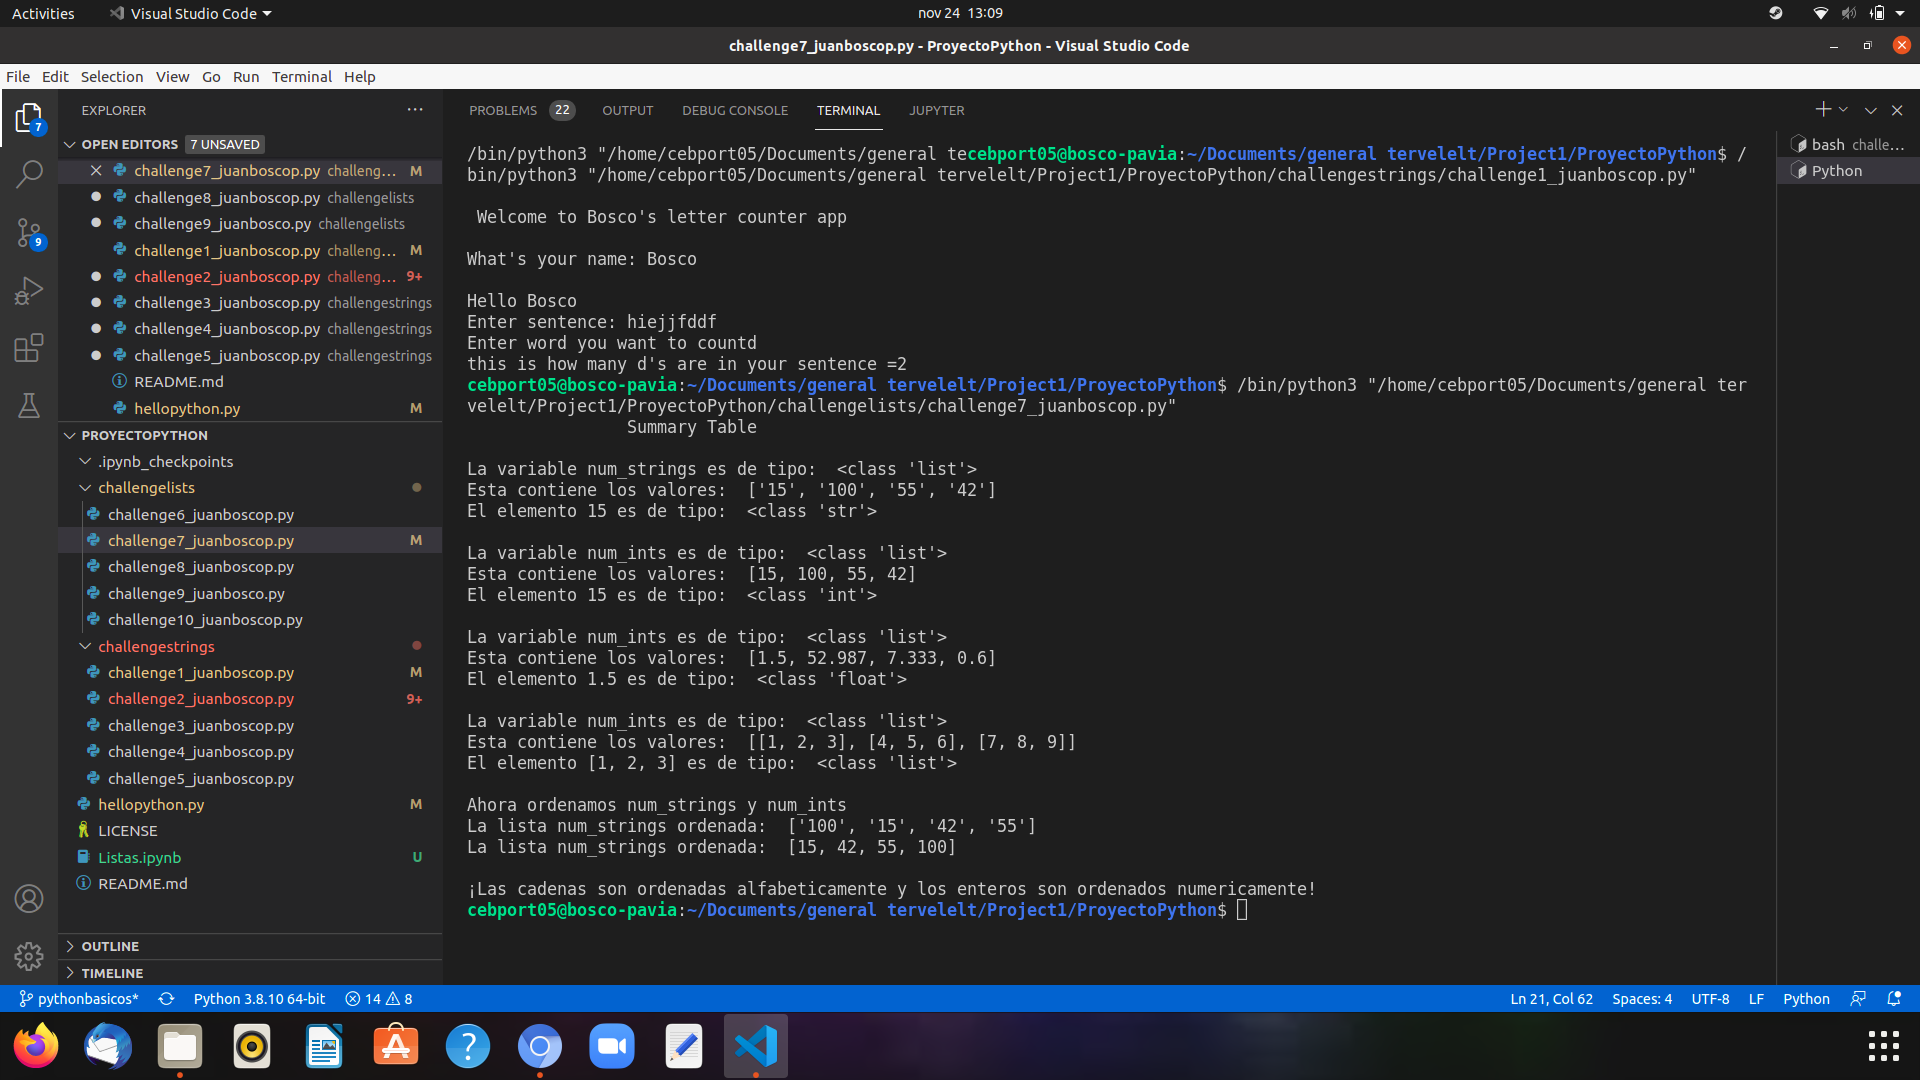 Activities
Visual Studio Code
nov 24 13:09
challenge7_juanboscop.py - ProyectoPython - Visual Studio Code
File Edit Selection View Go Run Terminal Help
7
9
EXPLORER
OPEN EDITORS 7 UNSAVED
challenge7_juanboscop.py challeng... M
challenge8_juanboscop.py challengelists
challenge9_juanbosco.py challengelists
challenge1_juanboscop.py challeng... M
challenge2_juanboscop.py challeng... 9+
challenge3_juanboscop.py challengestrings
challenge4_juanboscop.py challengestrings
challenge5_juanboscop.py challengestrings
README.md
hellopython.py M
PROYECTOPYTHON
.ipynb_checkpoints
challengelists
challenge6_juanboscop.py
challenge7_juanboscop.py M
challenge8_juanboscop.py
challenge9_juanbosco.py
challenge10_juanboscop.py
challengestrings
challenge1_juanboscop.py M
challenge2_juanboscop.py 9+
challenge3_juanboscop.py
challenge4_juanboscop.py
challenge5_juanboscop.py
hellopython.py M
LICENSE
Listas.ipynb U
README.md
OUTLINE
TIMELINE
PROBLEMS 22 OUTPUT DEBUG CONSOLE TERMINAL JUPYTER
/bin/python3 "/home/cebport05/Documents/general tecebport05@bosco-pavia:~/Documents/general tervelelt/Project1/ProyectoPython$ /
bin/python3 "/home/cebport05/Documents/general tervelelt/Project1/ProyectoPython/challengestrings/challenge1_juanboscop.py"
Welcome to Bosco's letter counter app
What's your name: Bosco
Hello Bosco
Enter sentence: hiejjfddf
Enter word you want to countd
this is how many d's are in your sentence =2
cebport05@bosco-pavia:~/Documents/general tervelelt/Project1/ProyectoPython$ /bin/python3 "/home/cebport05/Documents/general ter
velelt/Project1/ProyectoPython/challengelists/challenge7_juanboscop.py"
Summary Table
La variable num_strings es de tipo:  <class 'list'>
Esta contiene los valores:  ['15', '100', '55', '42']
El elemento 15 es de tipo:  <class 'str'>
La variable num_ints es de tipo:  <class 'list'>
Esta contiene los valores:  [15, 100, 55, 42]
El elemento 15 es de tipo:  <class 'int'>
La variable num_ints es de tipo:  <class 'list'>
Esta contiene los valores:  [1.5, 52.987, 7.333, 0.6]
El elemento 1.5 es de tipo:  <class 'float'>
La variable num_ints es de tipo:  <class 'list'>
Esta contiene los valores:  [[1, 2, 3], [4, 5, 6], [7, 8, 9]]
El elemento [1, 2, 3] es de tipo:  <class 'list'>
Ahora ordenamos num_strings y num_ints
La lista num_strings ordenada:  ['100', '15', '42', '55']
La lista num_strings ordenada:  [15, 42, 55, 100]
¡Las cadenas son ordenadas alfabeticamente y los enteros son ordenados numericamente!
cebport05@bosco-pavia:~/Documents/general tervelelt/Project1/ProyectoPython$
bash challe...
Python
pythonbasicos* Python 3.8.10 64-bit 14 8
Ln 21, Col 62 Spaces: 4 UTF-8 LF Python